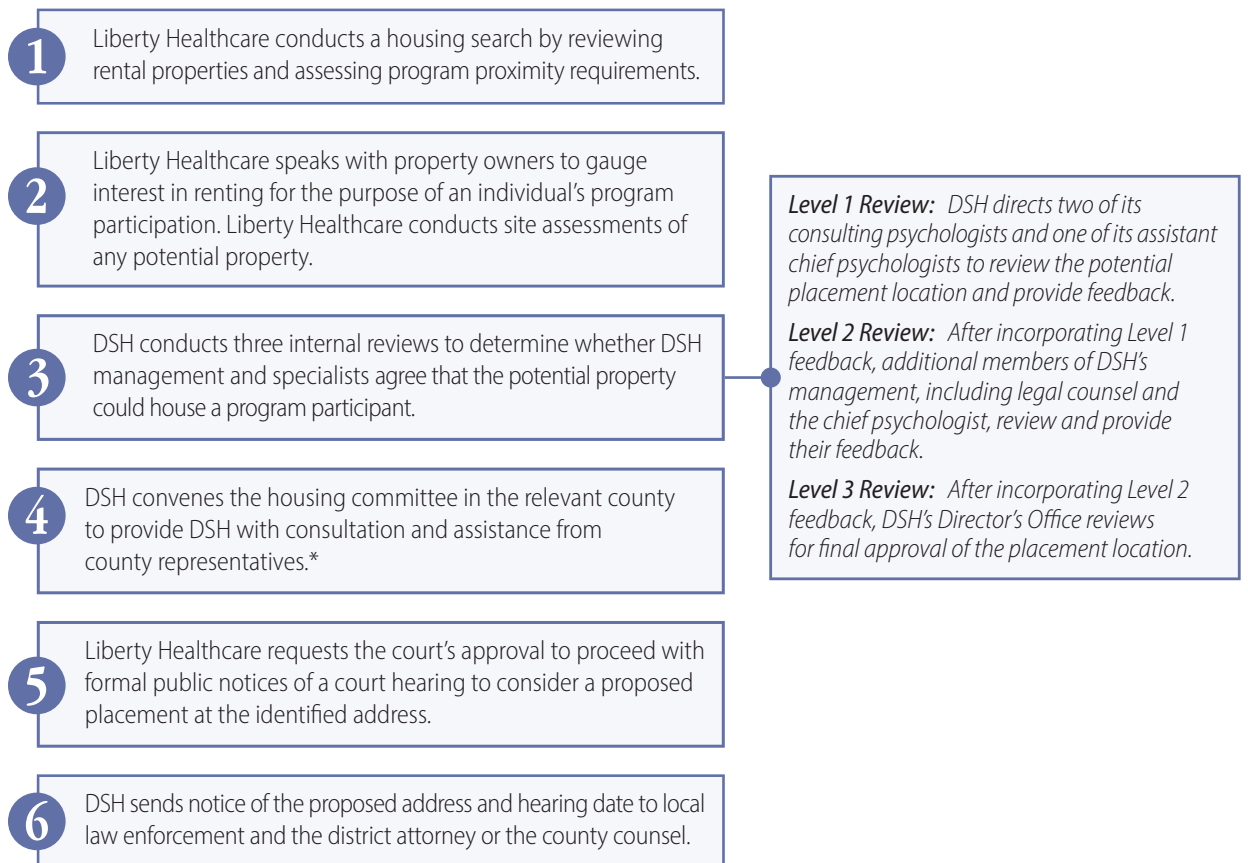 1
Liberty Healthcare conducts a housing search by reviewing
rental properties and assessing program proximity requirements.
2
Liberty Healthcare speaks with property owners to gauge
interest in renting for the purpose of an individual’s program
participation. Liberty Healthcare conducts site assessments of
any potential property.
3
DSH conducts three internal reviews to determine whether DSH
management and specialists agree that the potential property
could house a program participant.
Level 1 Review: DSH directs two of its
consulting psychologists and one of its assistant
chief psychologists to review the potential
placement location and provide feedback.
Level 2 Review: After incorporating Level 1
feedback, additional members of DSH’s
management, including legal counsel and
the chief psychologist, review and provide
their feedback.
Level 3 Review: After incorporating Level 2
feedback, DSH’s Director’s Office reviews
for final approval of the placement location.
4
DSH convenes the housing committee in the relevant county
to provide DSH with consultation and assistance from
county representatives.*
5
Liberty Healthcare requests the court’s approval to proceed with
formal public notices of a court hearing to consider a proposed
placement at the identified address.
6
DSH sends notice of the proposed address and hearing date to local
law enforcement and the district attorney or the county counsel.